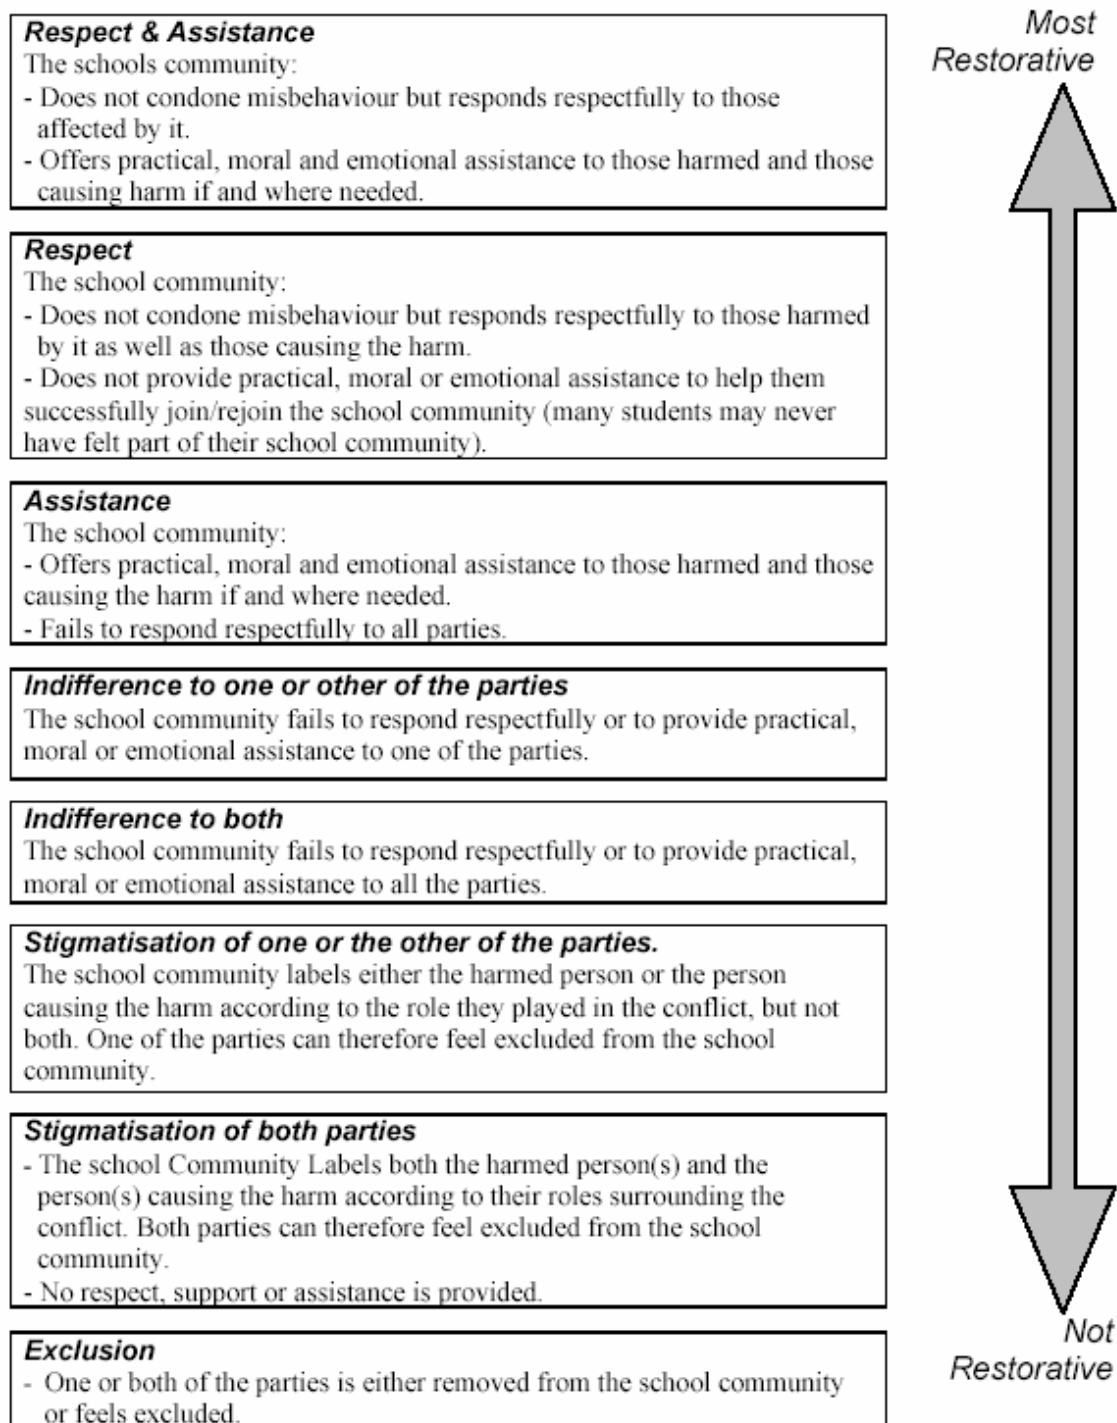 Most
Restorative
Respect & Assistance
The schools community:
- Does not condone misbehaviour but responds respectfully to those
affected by it.
- Offers practical, moral and emotional assistance to those harmed and those
causing harm if and where needed.
Respect
The school community:
- Does not condone misbehaviour but responds respectfully to those harmed
by it as well as those causing the harm.
- Does not provide practical, moral or emotional assistance to help them
successfully join/rejoin the school community (many students may never
have felt part of their school community).
Assistance
The school community:
- Offers practical, moral and emotional assistance to those harmed and those
causing the harm if and where needed.
- Fails to respond respectfully to all parties.
Indifference to one or other of the parties
The school community fails to respond respectfully or to provide practical,
moral or emotional assistance to one of the parties.
Indifference to both
The school community fails to respond respectfully or to provide practical,
moral or emotional assistance to all the parties.
Stigmatisation of one or the other of the parties.
The school community labels either the harmed person or the person
causing the harm according to the role they played in the conflict, but not
both. One of the parties can therefore feel excluded from the school
community.
Stigmatisation of both parties
- The school Community Labels both the harmed person(s) and the
person(s) causing the harm according to their roles surrounding the
conflict. Both parties can therefore feel excluded from the school
community.
- No respect, support or assistance is provided.
Exclusion
- One or both of the parties is either removed from the school community
or feels excluded.
Not
Restorative